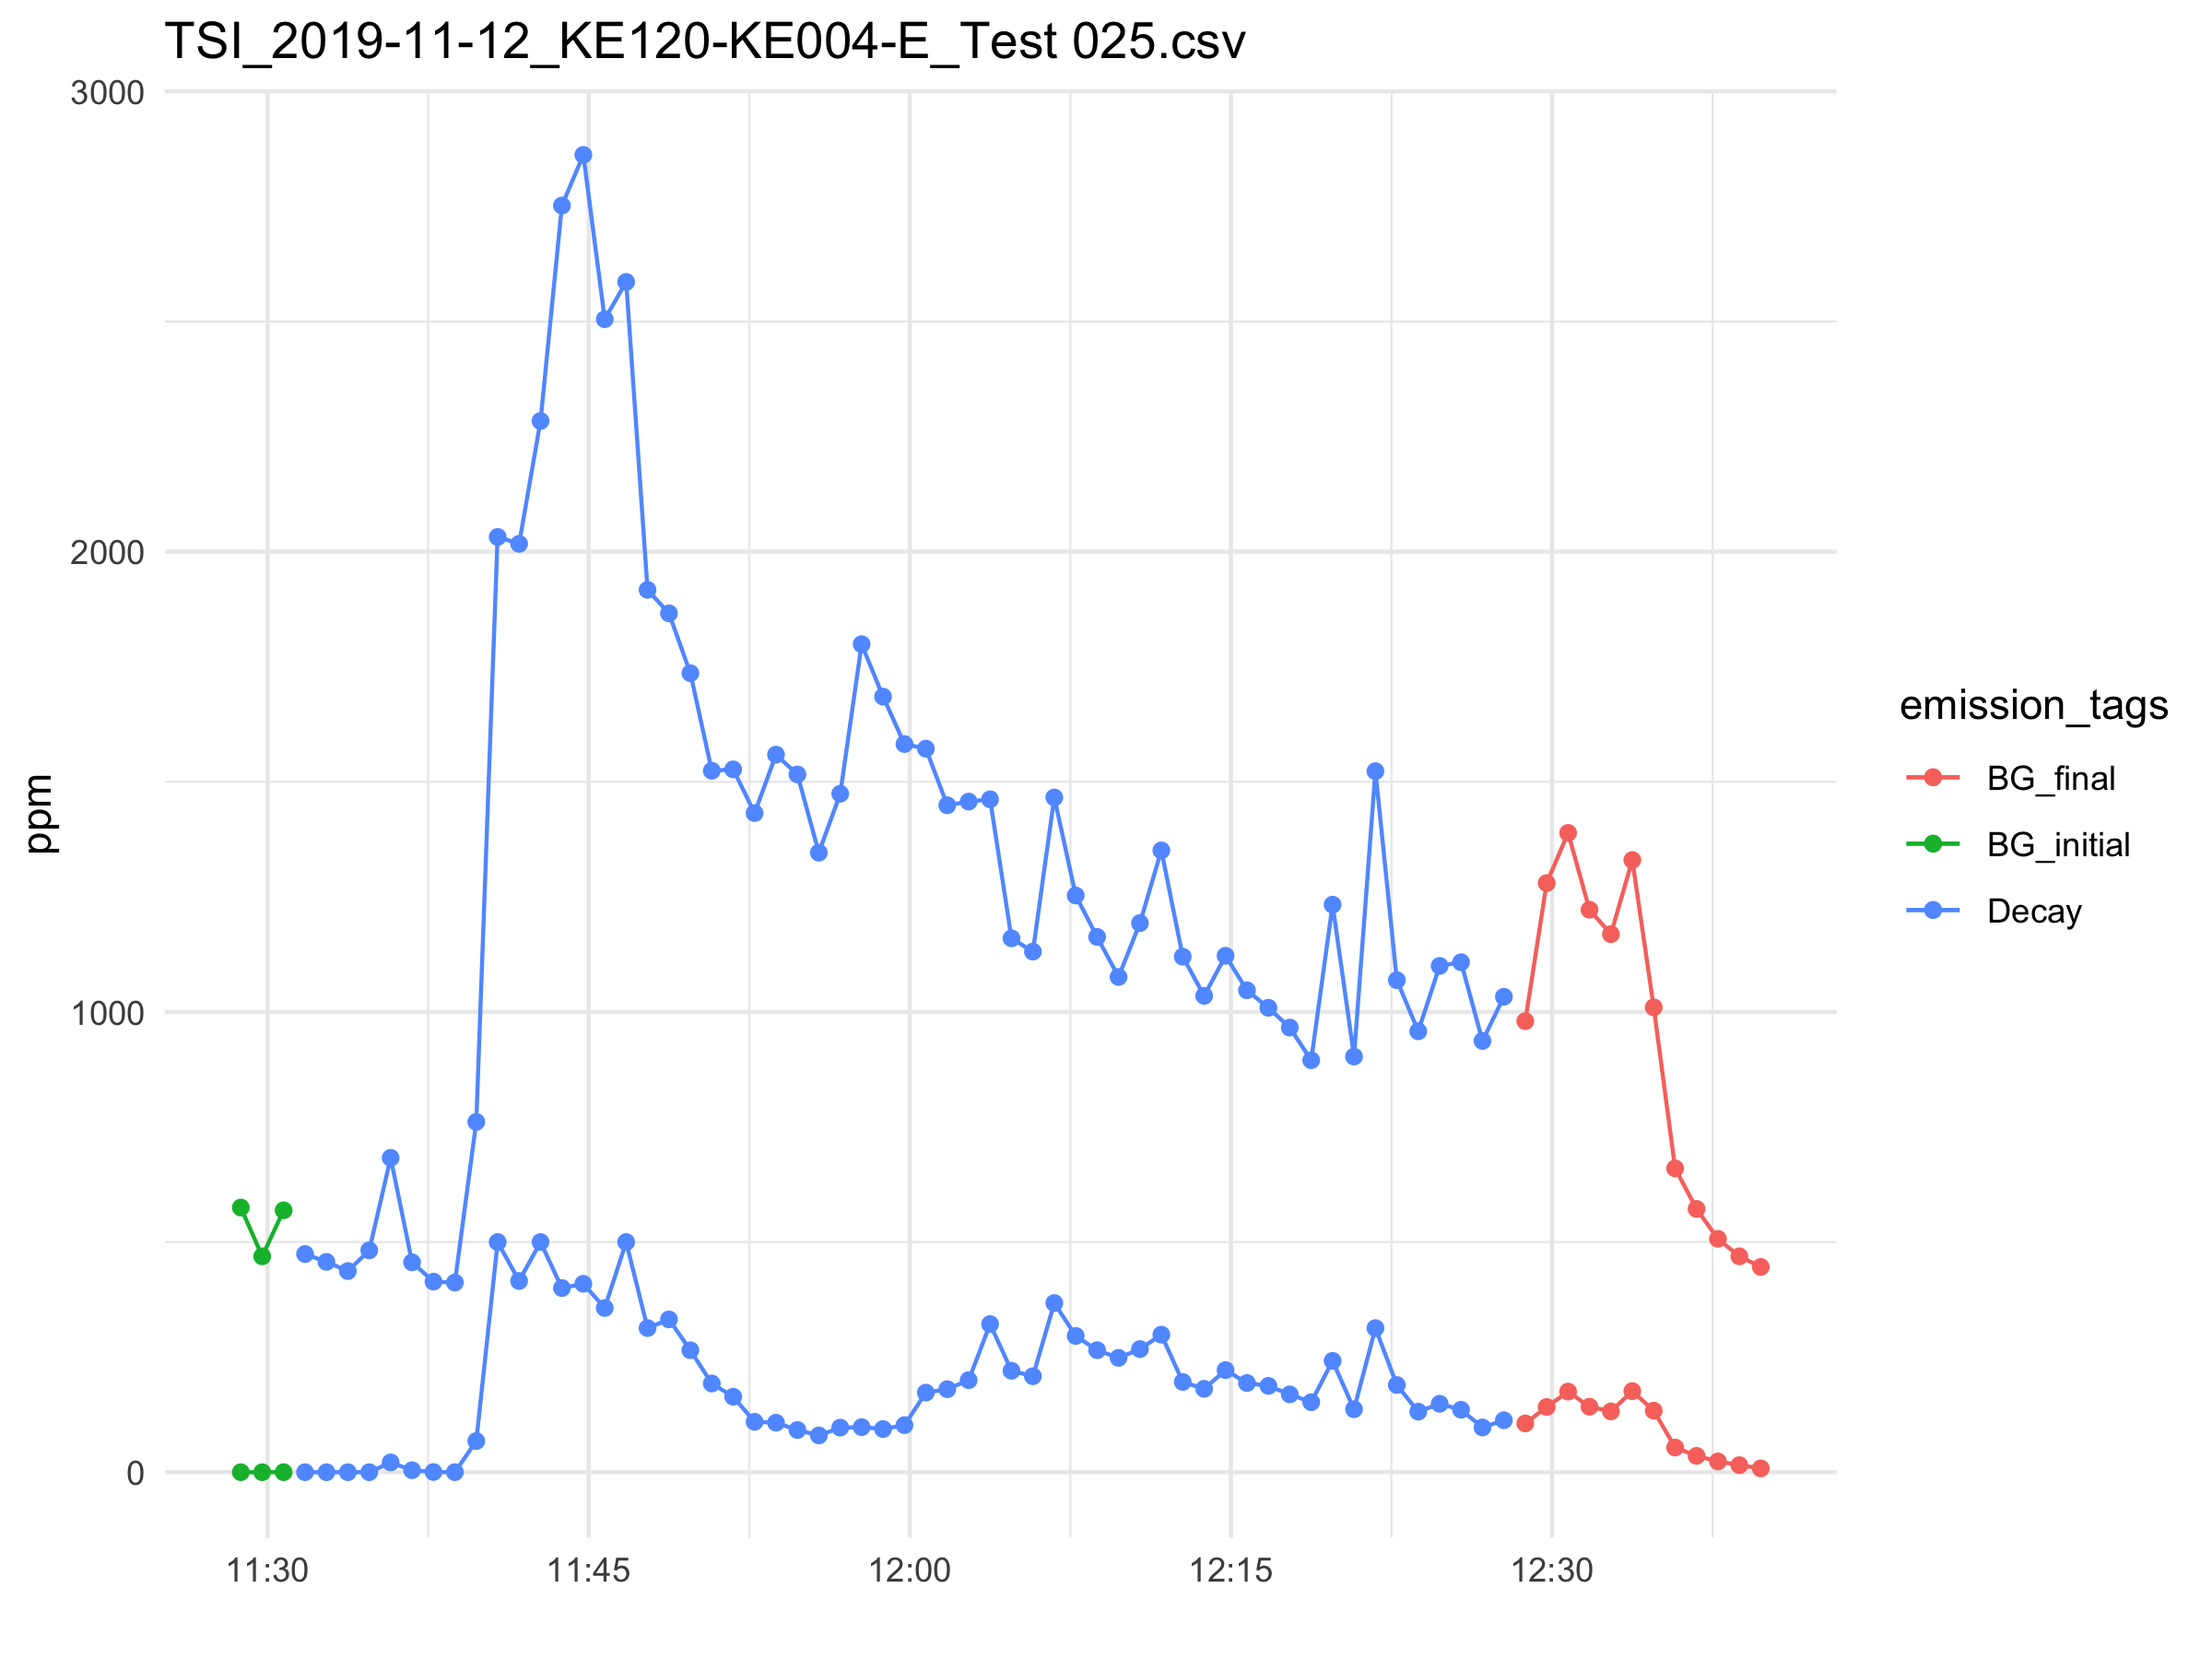 TSI_2019-11-12_KE120-KE004-E_Test 025.csv
3000
2000
1000
0
ppm
11:30
11:45
12:00
12:15
12:30
emission_tags
BG_final
BG_initial
Decay